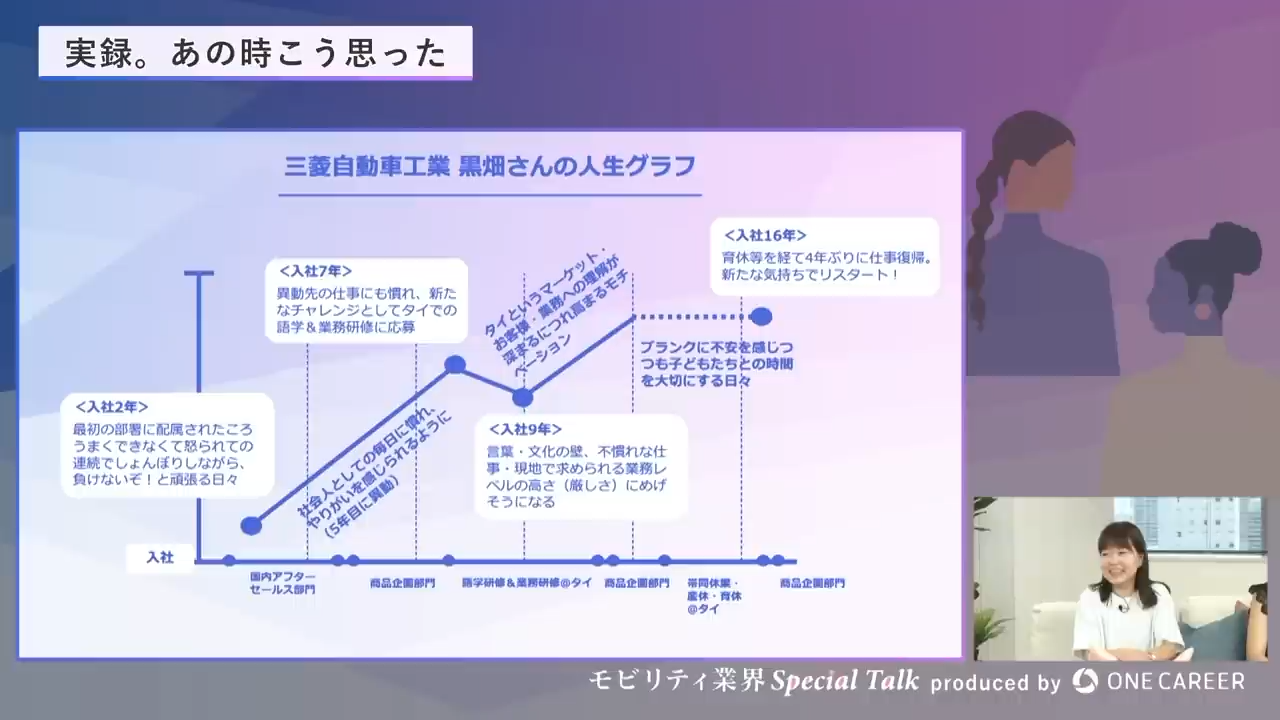 実録。あの時こう思った
三菱自動車工業 黒畑さんの人生グラフ
＜入社16年＞
育休等を経て4年ぶりに仕事復帰。
新たな気持ちでリスタート！
＜入社7年＞
異動先の仕事にも慣れ、新た
なチャレンジとしてタイでの
語学＆業務研修に応募
タイというマーケット・
お客様・業務への理解が
深まるにつれ高まるモチ
ベーション
ブランクに不安を感じつ
つも子どもたちとの時間
を大切にする日々
＜入社2年＞
最初の部署に配属されたころ
うまくできなくて怒られての
連続でしょんぼりしながら、
負けないぞ！と頑張る日々
社会人としての毎日に慣れ、
やりがいを感じられるように
(5年目に異動)
＜入社9年＞
言葉・文化の壁、不慣れな仕
事・現地で求められる業務レ
ベルの高さ（厳しさ）にめげ
そうになる
入社
国内アフター
セールス部門
商品企画部門
語学研修＆業務研修@タイ
商品企画部門
帯同休業・
産休・育休
@タイ
商品企画部門
モビリティ業界 Special Talk produced by ONE CAREER